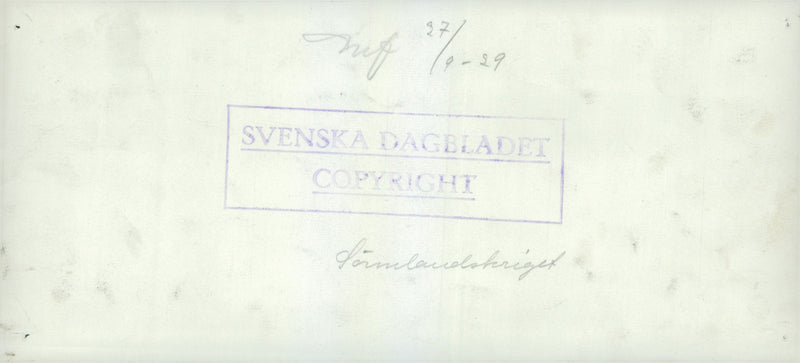 27/9-29
SVENSKA DAGBLADET
COPYRIGHT
Sörmlandskriget